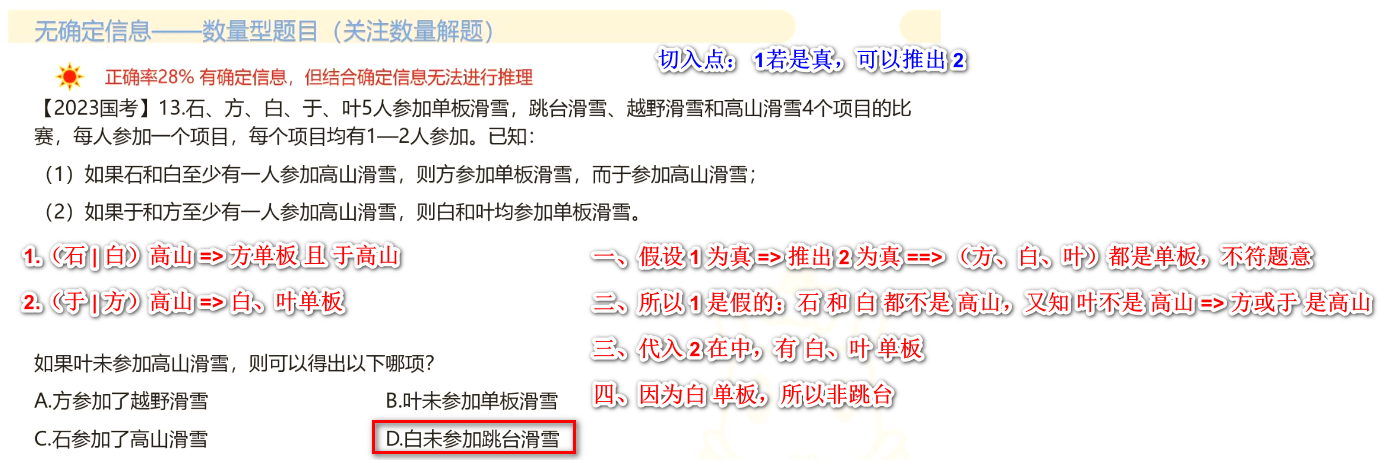 无确定信息——数量型题目（关注数量解题）
切入点： 1若是真，可以推出 2
正确率28% 有确定信息，但结合确定信息无法进行推理
【2023国考】13.石、方、白、于、叶5人参加单板滑雪，跳台滑雪、越野滑雪和高山滑雪4个项目的比
赛，每人参加一个项目，每个项目均有1—2人参加。已知：
（1）如果石和白至少有一人参加高山滑雪，则方参加单板滑雪，而于参加高山滑雪；
（2）如果于和方至少有一人参加高山滑雪，则白和叶均参加单板滑雪。
1.（石 | 白）高山 => 方单板 且 于高山
一、假设 1 为真 => 推出 2 为真 ==> （方、白、叶）都是单板，不符题意
2.（于 | 方）高山 => 白、叶单板
二、所以 1 是假的：石 和 白 都不是 高山，又知 叶不是 高山 => 方或于 是高山
三、代入 2 在中，有 白、叶 单板
如果叶未参加高山滑雪，则可以得出以下哪项？
四、因为白 单板，所以非跳台
A.方参加了越野滑雪
B.叶未参加单板滑雪
C.石参加了高山滑雪
D.白未参加跳台滑雪